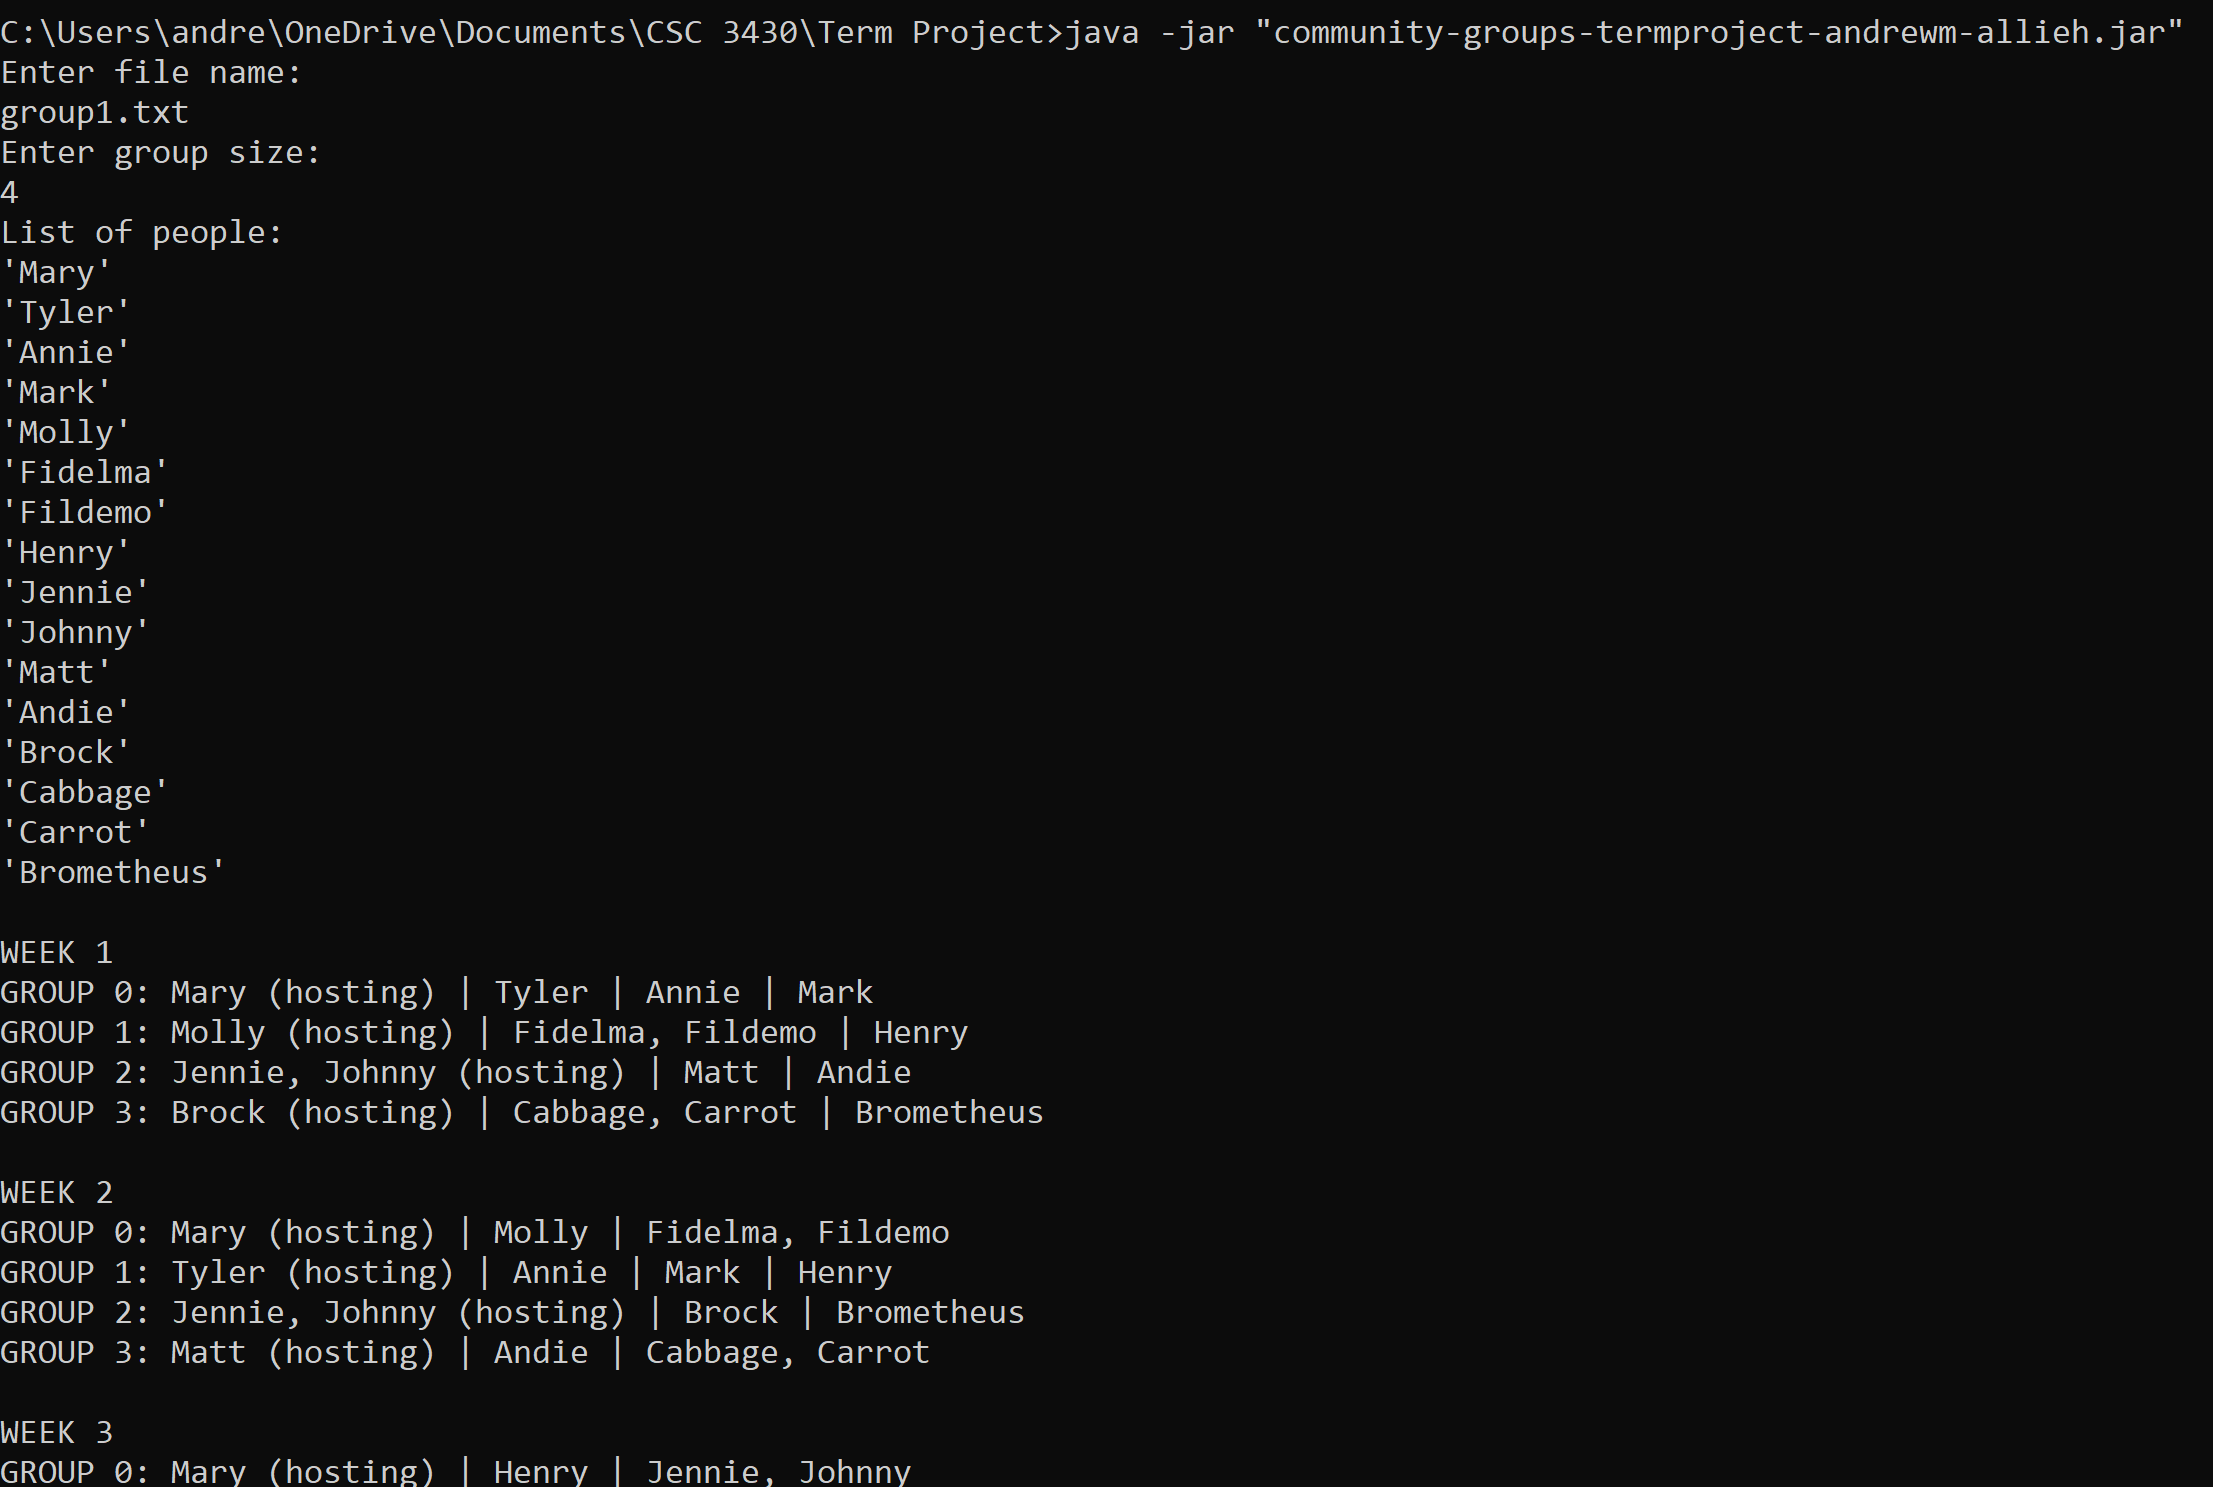 C:\Users\andre\OneDrive\Documents\CSC 3430\Term Project>java -jar "community-groups-termproject-andrewm-allieh.jar"
Enter file name:
group1.txt
Enter group size:
4
List of people:
'Mary'
'Tyler'
'Annie'
'Mark'
'Molly'
'Fidelma'
'Fildemo'
'Henry'
'Jennie'
'Johnny'
'Matt'
'Andie'
'Brock'
'Cabbage'
'Carrot'
'Brometheus'
WEEK 1
GROUP 0: Mary (hosting) | Tyler | Annie | Mark
GROUP 1: Molly (hosting) | Fidelma, Fildemo | Henry
GROUP 2: Jennie, Johnny (hosting) | Matt | Andie
GROUP 3: Brock (hosting) | Cabbage, Carrot | Brometheus
WEEK 2
GROUP 0: Mary (hosting) | Molly | Fidelma, Fildemo
GROUP 1: Tyler (hosting) | Annie | Mark | Henry
GROUP 2: Jennie, Johnny (hosting) | Brock | Brometheus
GROUP 3: Matt (hosting) | Andie | Cabbage, Carrot
WEEK 3
GROUP 0: Mary (hosting) | Henry | Jennie, Johnny